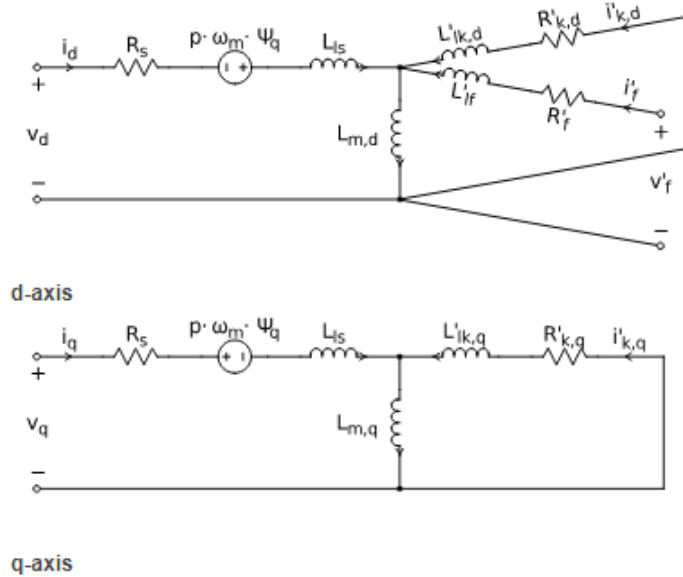 i_d R_s p· ω_m· Ψ_q L_ls L'_lk,d R'_k,d i'_k,d
+ - + L'_lf R'_f i'_f
v_d L_m,d + v'_f
− −
d-axis
i_q R_s p· ω_m· Ψ_q L_ls L'_lk,q R'_k,q i'_k,q
+ + -
v_q L_m,q
−
q-axis